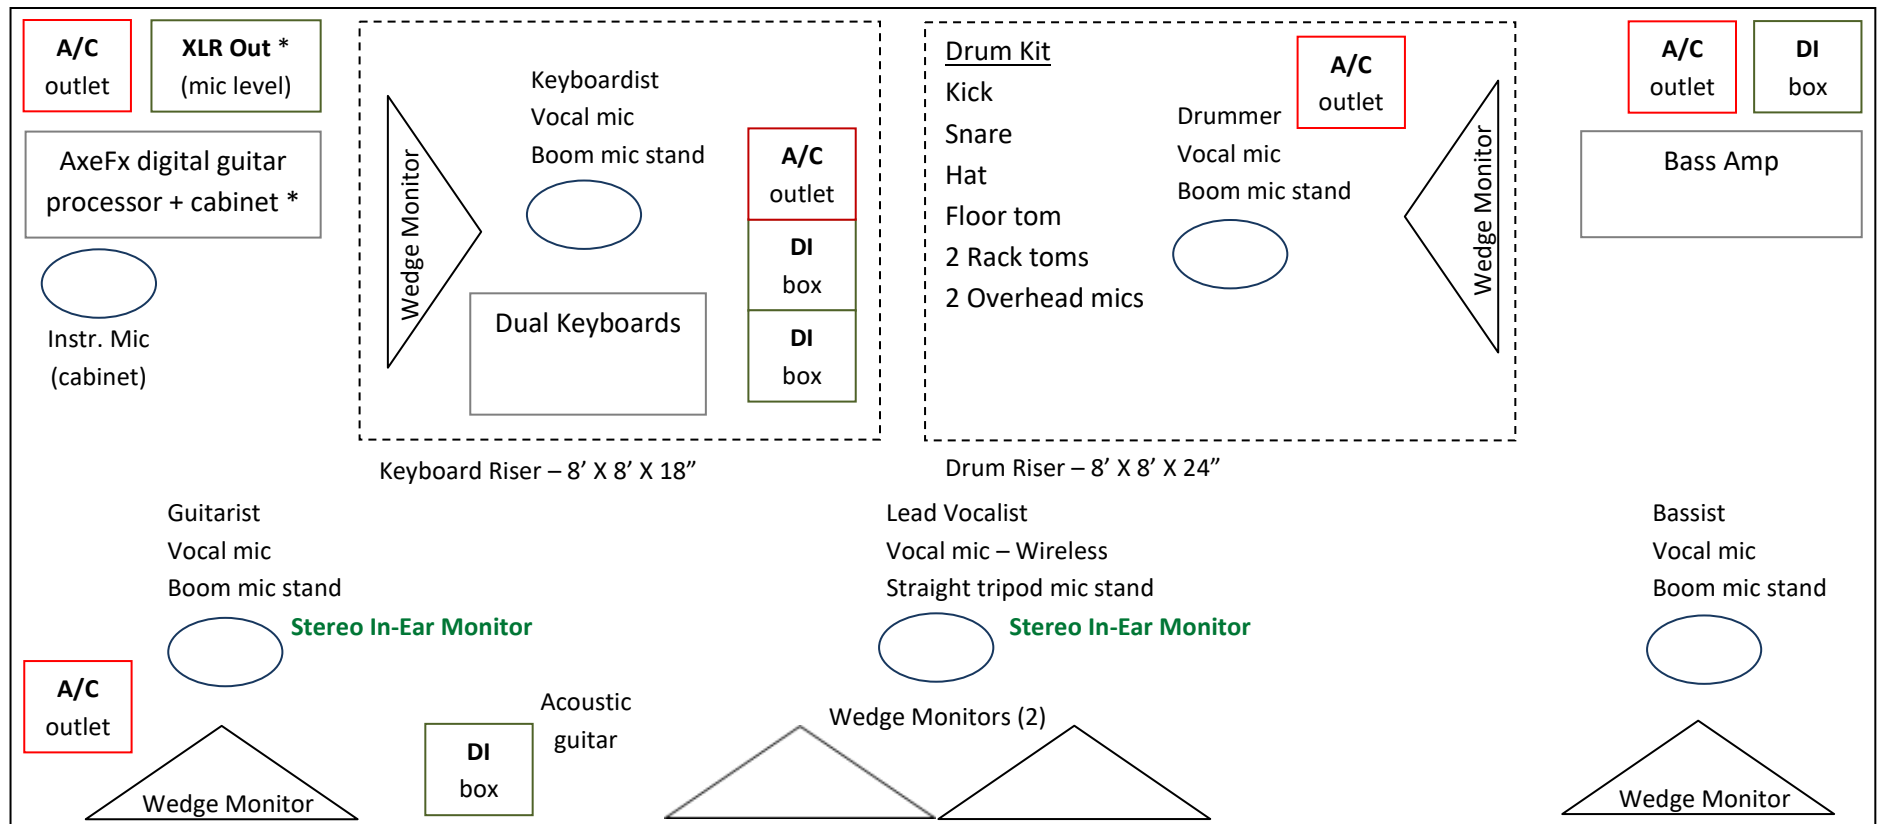 A/C
outlet
XLR Out *
(mic level)
AxeFx digital guitar
processor + cabinet *
Instr. Mic
(cabinet)
Wedge Monitor
Keyboardist
Vocal mic
Boom mic stand
A/C
outlet
DI
box
DI
box
Dual Keyboards
Keyboard Riser – 8’ X 8’ X 18”
Drum Kit
Kick
Snare
Hat
Floor tom
2 Rack toms
2 Overhead mics
Drummer
Vocal mic
Boom mic stand
A/C
outlet
Wedge Monitor
Drum Riser – 8’ X 8’ X 24”
A/C
outlet
DI
box
Bass Amp
Guitarist
Vocal mic
Boom mic stand
Stereo In-Ear Monitor
A/C
outlet
Wedge Monitor
DI
box
Acoustic
guitar
Lead Vocalist
Vocal mic – Wireless
Straight tripod mic stand
Stereo In-Ear Monitor
Wedge Monitors (2)
Bassist
Vocal mic
Boom mic stand
Wedge Monitor